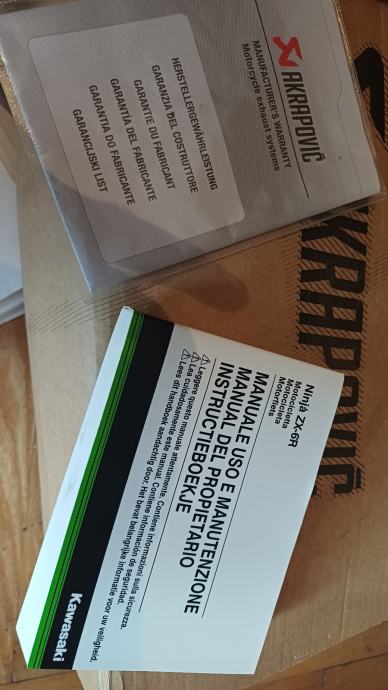 AKRAPOVIČ
MANUFACTURER'S WARRANTY
Motorcycle exhaust systems
HERSTELLERGEWÄHRLEISTUNG
GARANZIA DEL COSTRUTTORE
GARANTIE DU FABRICANT
GARANTÍA DEL FABRICANTE
GARANTIA DO FABRICANTE
GARANCIJSKI LIST
AKRAPOVIČ
Ninja ZX-6R
Motocicletta
Motocicleta
Motorfiets
MANUALE USO E MANUTENZIONE
MANUAL DEL PROPIETARIO
INSTRUCTIEBOEKJE
Leggere questo manuale attentamente. Contiene informazioni sulla sicurezza.
Lea cuidadosamente este manual. Contiene información de seguridad.
Lees dit handboek aandachtig door. Het bevat belangrijke informatie voor uw veiligheid.
Kawasaki